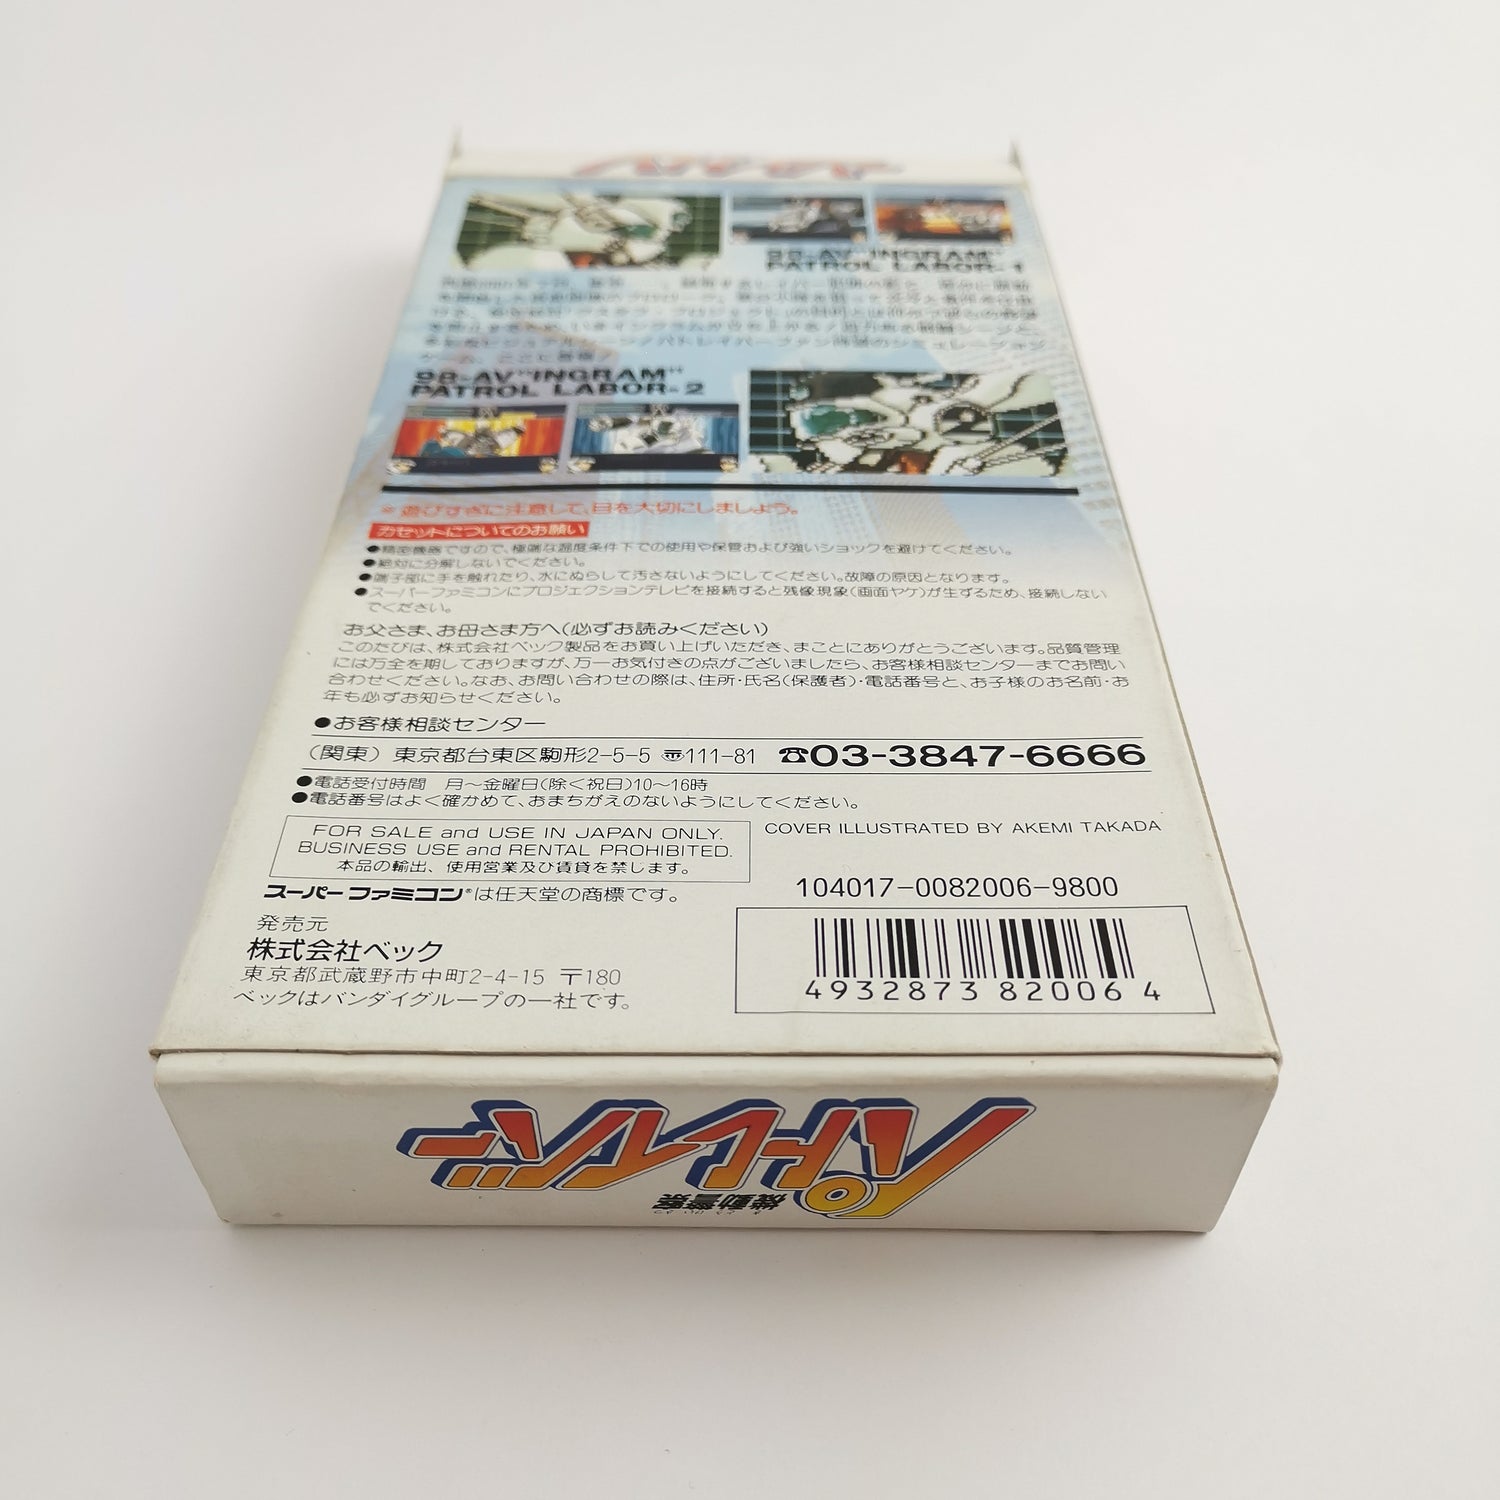 98-AV "INGRAM"
PATROL LABOR-1
98-AV "INGRAM"
PATROL LABOR-2
※遊びすぎに注意して、目を大切にしましょう。
カセットについてのお願い
●精密機器ですので、極端な温度条件下での使用や保管および強いショックを避けてください。
●絶対に分解しないでください。
●端子部に手を触れたり、水にぬらして汚さないようにしてください。故障の原因となります。
●スーパーファミコンにプロジェクションテレビを接続すると残像現象(画面ヤケ)が生ずるため、接続しない
でください。
お父さま、お母さま方へ(必ずお読みください)
このたびは、株式会社ベック製品をお買い上げいただき、まことにありがとうございます。品質管理
には万全を期しておりますが、万一お気付きの点がございましたら、お客様相談センターまでお問い
合わせください。なお、お問い合わせの際は、住所・氏名(保護者)・電話番号と、お子様のお名前・お
年も必ずお知らせください。
●お客様相談センター
(関東) 東京都台東区駒形2-5-5 〒111-81 ☎03-3847-6666
●電話受付時間 月〜金曜日(除く祝日)10〜16時
●電話番号はよく確かめて、おまちがえのないようにしてください。
FOR SALE and USE IN JAPAN ONLY.
BUSINESS USE and RENTAL PROHIBITED.
本品の輸出、使用営業及び賃貸を禁じます。
COVER ILLUSTRATED BY AKEMI TAKADA
スーパーファミコン®は任天堂の商標です。
104017-0082006-9800
発売元
株式会社ベック
東京都武蔵野市中町2-4-15 〒180
ベックはバンダイグループの一社です。
4932873 820064
機動警察
パトレイバー